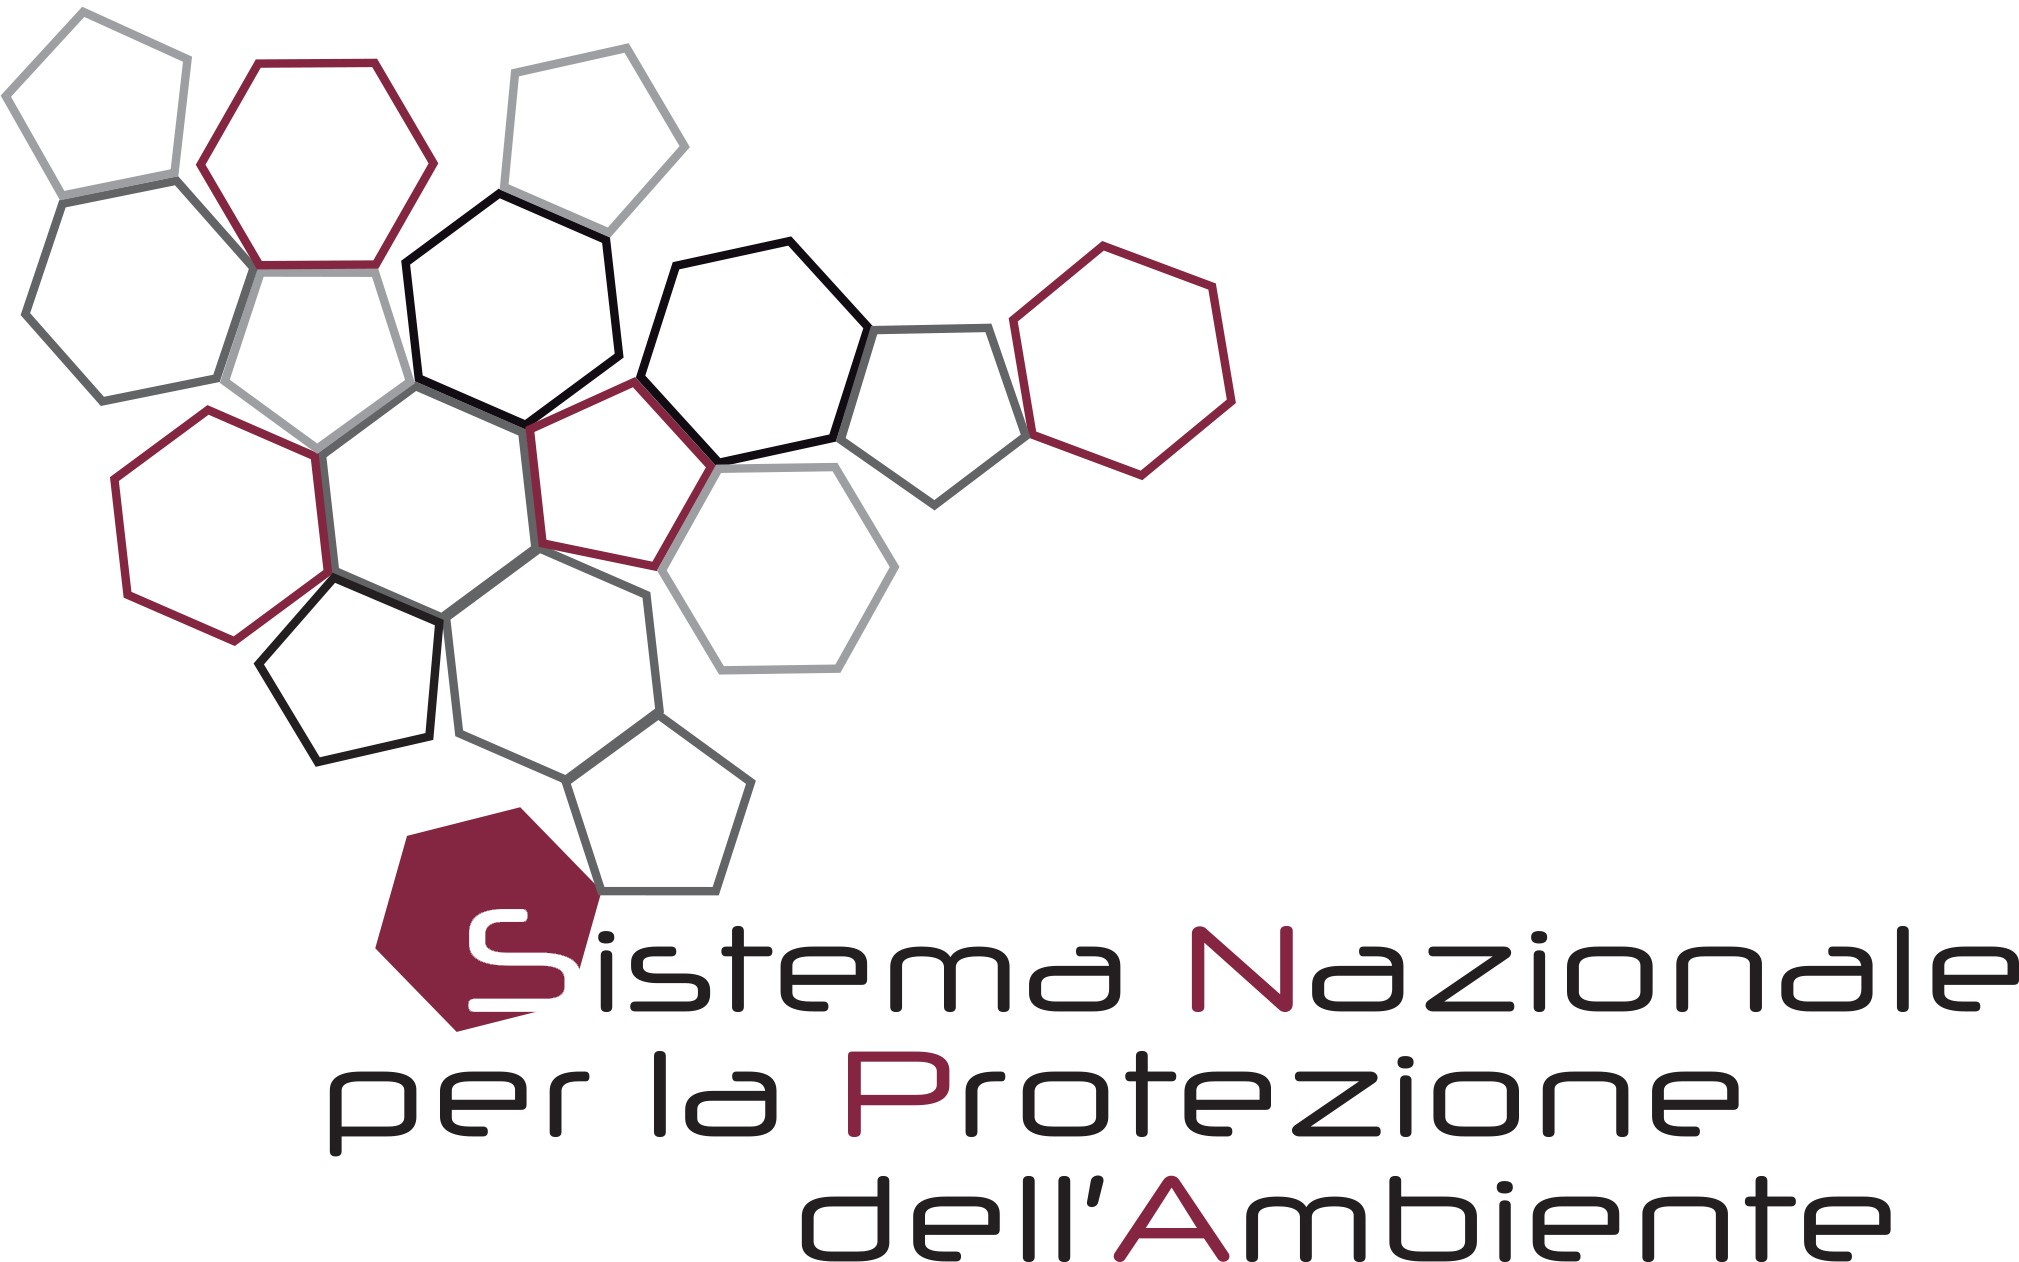 Sistema Nazionale
per la Protezione
dell'Ambiente